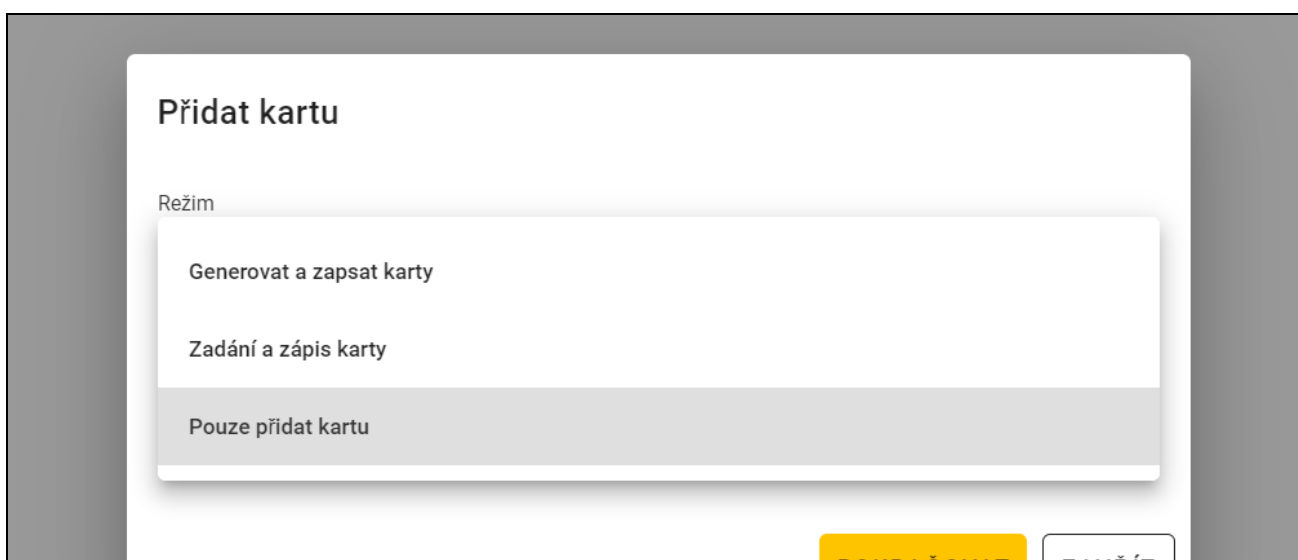 Přidat kartu
Režim
Generovat a zapsat karty
Zadání a zápis karty
Pouze přidat kartu